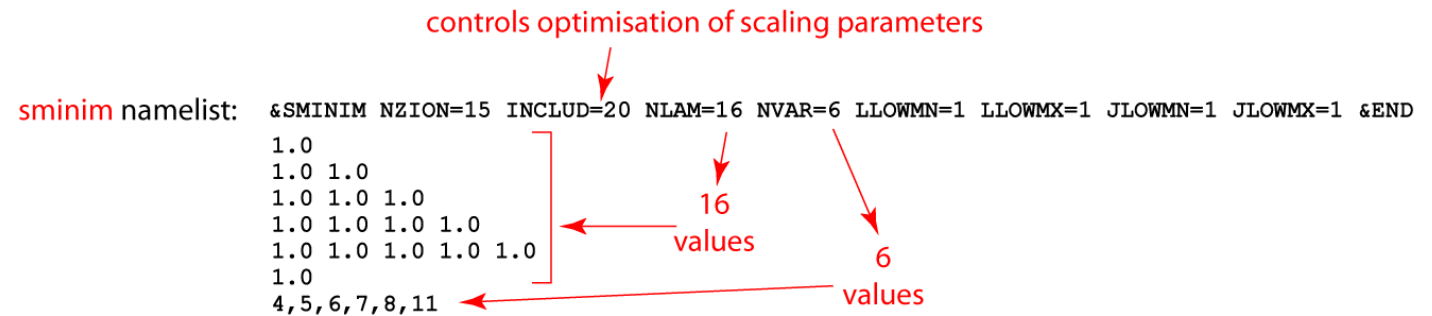 controls optimisation of scaling parameters
sminim namelist: &SMINIM NZION=15 INCLUD=20 NLAM=16 NVAR=6 LLOWMN=1 LLOWMX=1 JLOWMN=1 JLOWMX=1 &END
1.0
1.0 1.0
1.0 1.0 1.0
1.0 1.0 1.0 1.0
1.0 1.0 1.0 1.0 1.0
1.0
4,5,6,7,8,11
16
values
6
values